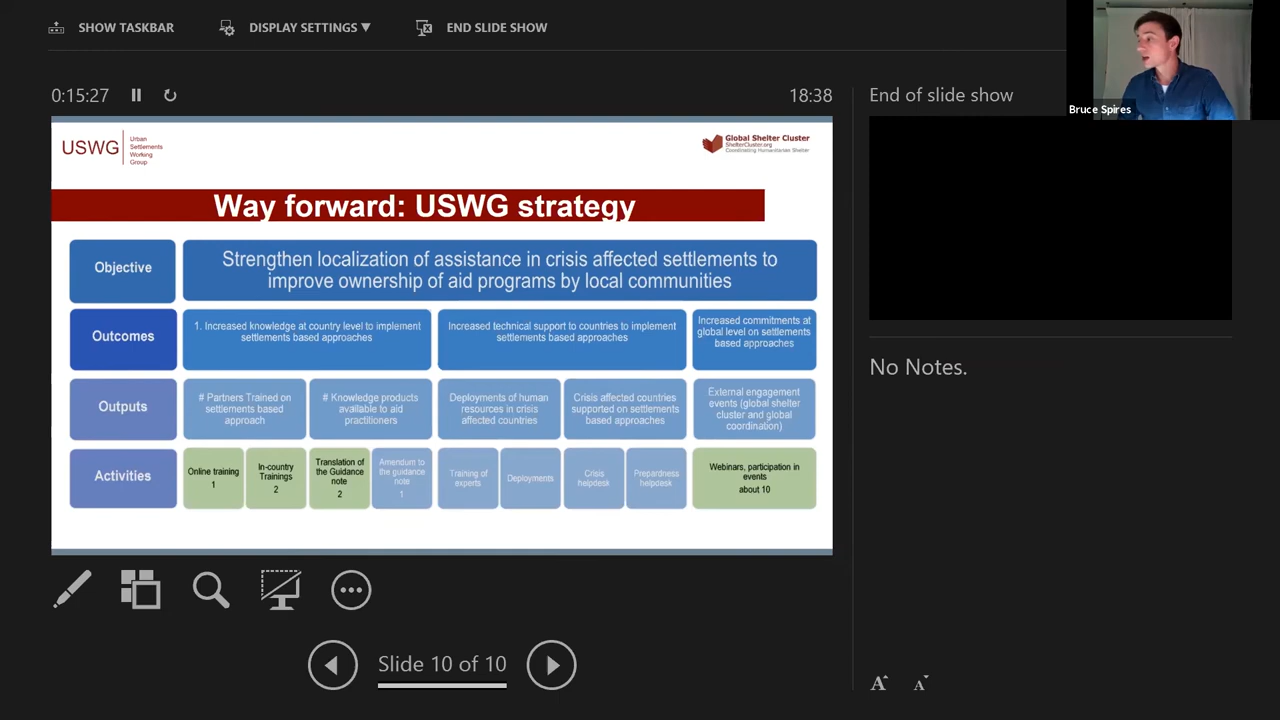 SHOW TASKBAR
DISPLAY SETTINGS ▼
END SLIDE SHOW
0:15:27
18:38
End of slide show
Bruce Spires
USWG
Urban
Settlements
Working
Group
Global Shelter Cluster
ShelterCluster.org
Coordinating Humanitarian Shelter
Way forward: USWG strategy
Objective
Strengthen localization of assistance in crisis affected settlements to
improve ownership of aid programs by local communities
Outcomes
1. Increased knowledge at country level to implement
settlements based approaches
Increased technical support to countries to implement
settlements based approaches
Increased commitments at
global level on settlements
based approaches
Outputs
# Partners Trained on
settlements based
approach
# Knowledge products
available to aid
practitioners
Deployments of human
resources in crisis
affected countries
Crisis affected countries
supported on settlements
based approaches
External engagement
events (global shelter
cluster and global
coordination)
Activities
Online training
1
In-country
Trainings
2
Translation of
the Guidance
note
2
Amendum to
the guidance
note
1
Training of
experts
Deployments
Crisis
helpdesk
Prepardness
helpdesk
Webinars, participation in
events
about 10
No Notes.
Slide 10 of 10
A A